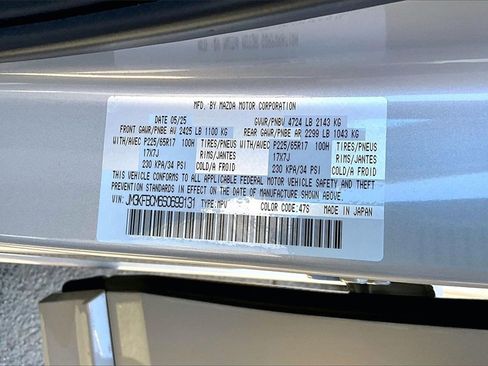 MFD. BY MAZDA MOTOR CORPORATION
DATE 05/25 GVWR/PNBV 4724 LB 2143 KG
FRONT GAWR/PNBE AV 2425 LB 1100 KG REAR GAWR/PNBE AR 2299 LB 1043 KG
WITH/AVEC P225/65R17 100H TIRES/PNEUS WITH/AVEC P225/65R17 100H TIRES/PNEUS
17X7J RIMS/JANTES 17X7J RIMS/JANTES
230 KPA/34 PSI COLD/A FROID 230 KPA/34 PSI COLD/A FROID
THIS VEHICLE CONFORMS TO ALL APPLICABLE FEDERAL MOTOR VEHICLE SAFETY AND THEFT
PREVENTION STANDARDS IN EFFECT ON THE DATE OF MANUFACTURE SHOWN ABOVE.
VIN: JM3KFBCM6S0699131 TYPE: MPV COLOR CODE: 47S MADE IN JAPAN